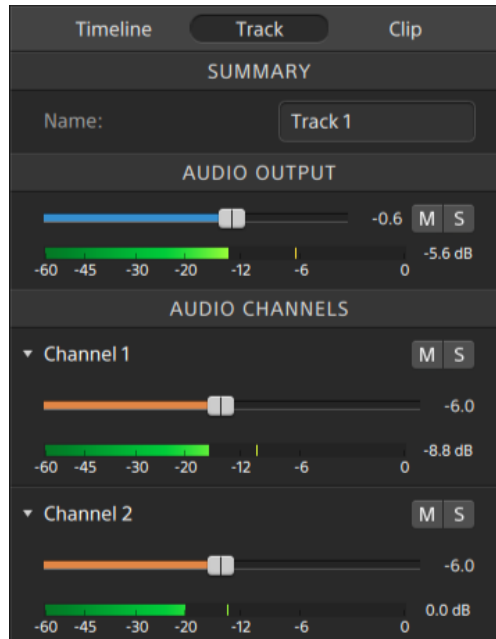 Timeline Track Clip
SUMMARY
Name: Track 1
AUDIO OUTPUT
-0.6 M S
-5.6 dB
-60 -45 -30 -20 -12 -6 0
AUDIO CHANNELS
Channel 1 M S
-6.0
-8.8 dB
-60 -45 -30 -20 -12 -6 0
Channel 2 M S
-6.0
0.0 dB
-60 -45 -30 -20 -12 -6 0